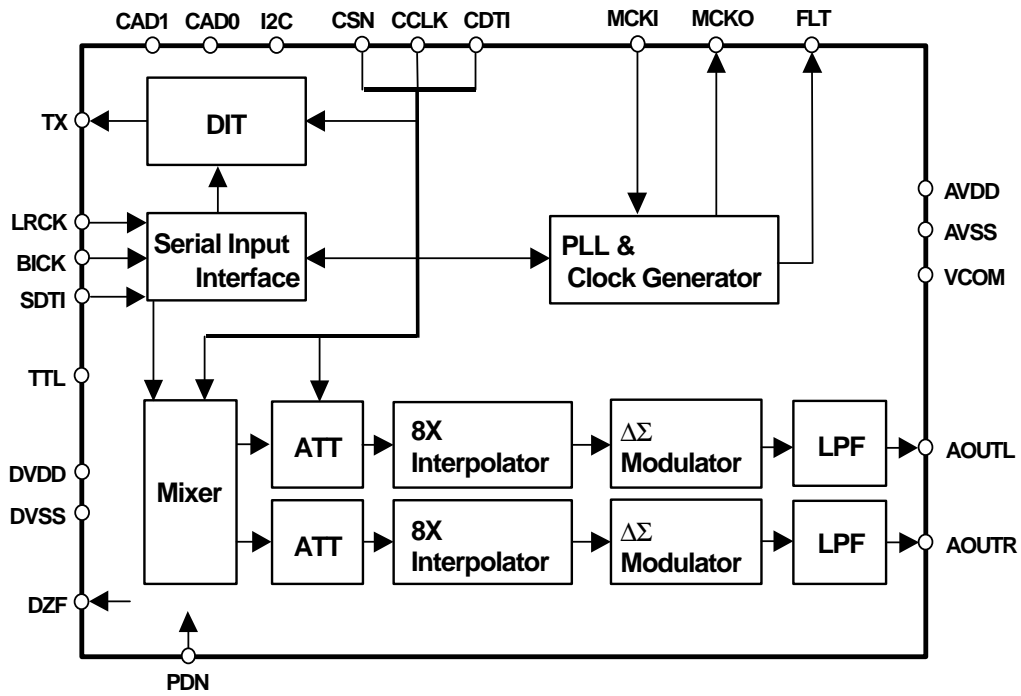 CAD1 CAD0 I2C CSN CCLK CDTI MCKI MCKO FLT
TX
DIT
LRCK
BICK
SDTI
Serial Input
Interface
PLL &
Clock Generator
AVDD
AVSS
VCOM
TTL
DVDD
DVSS
DZF
PDN
Mixer
ATT
8X
Interpolator
ΔΣ
Modulator
LPF
AOUTL
ATT
8X
Interpolator
ΔΣ
Modulator
LPF
AOUTR